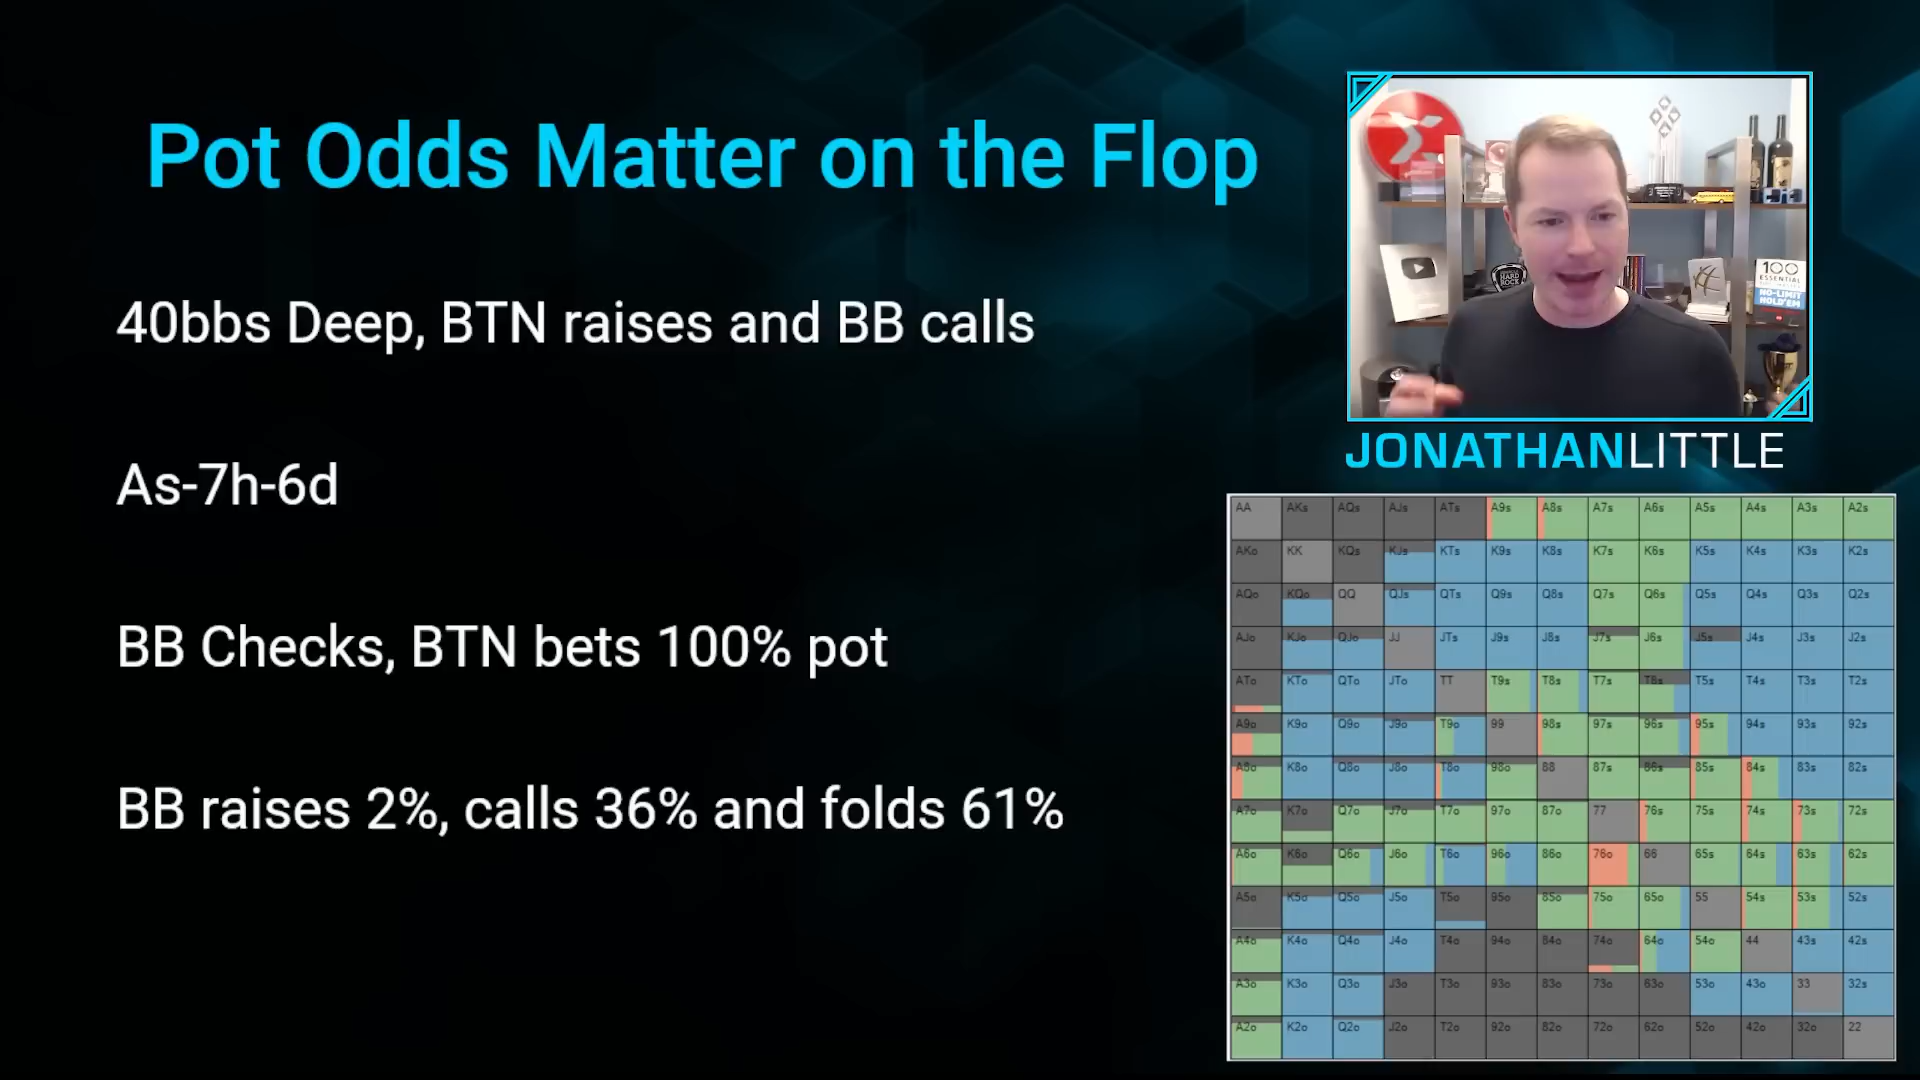 Pot Odds Matter on the Flop
40bbs Deep, BTN raises and BB calls
As-7h-6d
BB Checks, BTN bets 100% pot
BB raises 2%, calls 36% and folds 61%
HARD
ROCK
100
ESSENTIAL
NO-LIMIT
HOLD'EM
JONATHANLITTLE
AA AKs AQs AJs ATs A9s A8s A7s A6s A5s A4s A3s A2s
AKo KK KQs KJs KTs K9s K8s K7s K6s K5s K4s K3s K2s
AQo KQo QQ QJs QTs Q9s Q8s Q7s Q6s Q5s Q4s Q3s Q2s
AJo KJo QJo JJ JTs J9s J8s J7s J6s J5s J4s J3s J2s
ATo KTo QTo JTo TT T9s T8s T7s T6s T5s T4s T3s T2s
A9o K9o Q9o J9o T9o 99 98s 97s 96s 95s 94s 93s 92s
A8o K8o Q8o J8o T8o 98o 88 87s 86s 85s 84s 83s 82s
A7o K7o Q7o J7o T7o 97o 87o 77 76s 75s 74s 73s 72s
A6o K6o Q6o J6o T6o 96o 86o 76o 66 65s 64s 63s 62s
A5o K5o Q5o J5o T5o 95o 85o 75o 65o 55 54s 53s 52s
A4o K4o Q4o J4o T4o 94o 84o 74o 64o 54o 44 43s 42s
A3o K3o Q3o J3o T3o 93o 83o 73o 63o 53o 43o 33 32s
A2o K2o Q2o J2o T2o 92o 82o 72o 62o 52o 42o 32o 22